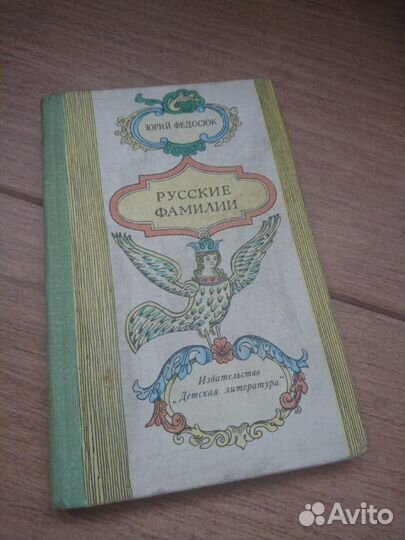 ЮРИЙ ФЕДОСЮК
РУССКИЕ
ФАМИЛИИ
Издательство
„Детская литература“
Avito